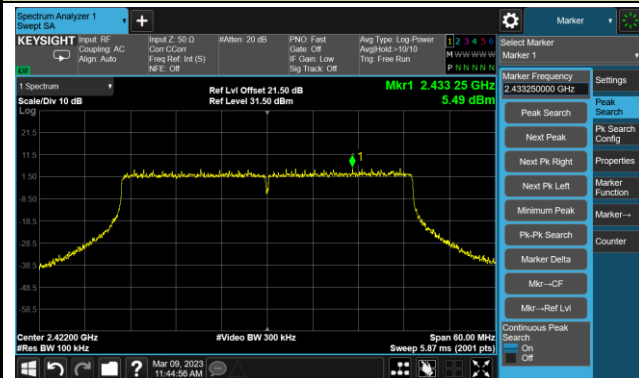 Spectrum Analyzer 1
Swept SA
Marker
KEYSIGHT
Input: RF
Coupling: AC
Align: Auto
Input Z: 50 Ω
Corr CCorr
Freq Ref: Int (S)
NFE: Off
#Atten: 20 dB
PNO: Fast
Gate: Off
IF Gain: Low
Sig Track: Off
Avg Type: Log-Power
Avg|Hold:>10/10
Trig: Free Run
1 2 3 4 5 6
M W W W W W
P N N N N N
Select Marker
Marker 1
1 Spectrum
Scale/Div 10 dB
Log
Ref Lvl Offset 21.50 dB
Ref Level 31.50 dBm
Mkr1 2.433 25 GHz
5.49 dBm
21.5
11.5
1.50
-8.50
-18.5
-28.5
-38.5
-48.5
-58.5
1
Center 2.42200 GHz
#Res BW 100 kHz
#Video BW 300 kHz
Span 60.00 MHz
Sweep 5.87 ms (2001 pts)
Marker Frequency
2.433250000 GHz
Peak Search
Next Peak
Next Pk Right
Next Pk Left
Minimum Peak
Pk-Pk Search
Marker Delta
Mkr→CF
Mkr→Ref Lvl
Continuous Peak
Search
On
Off
Settings
Peak
Search
Pk Search
Config
Properties
Marker
Function
Marker→
Counter
Mar 09, 2023
11:44:56 AM